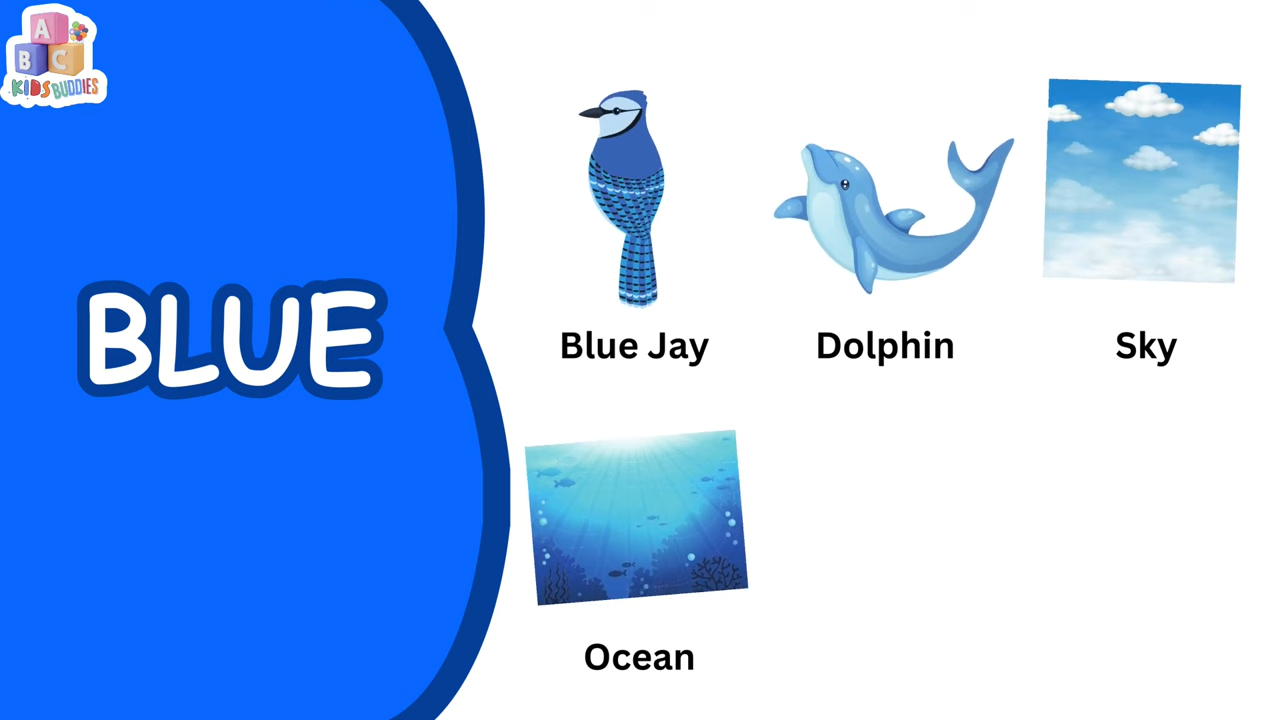 A
B C
KIDS BUDDIES
BLUE
Blue Jay
Dolphin
Sky
Ocean